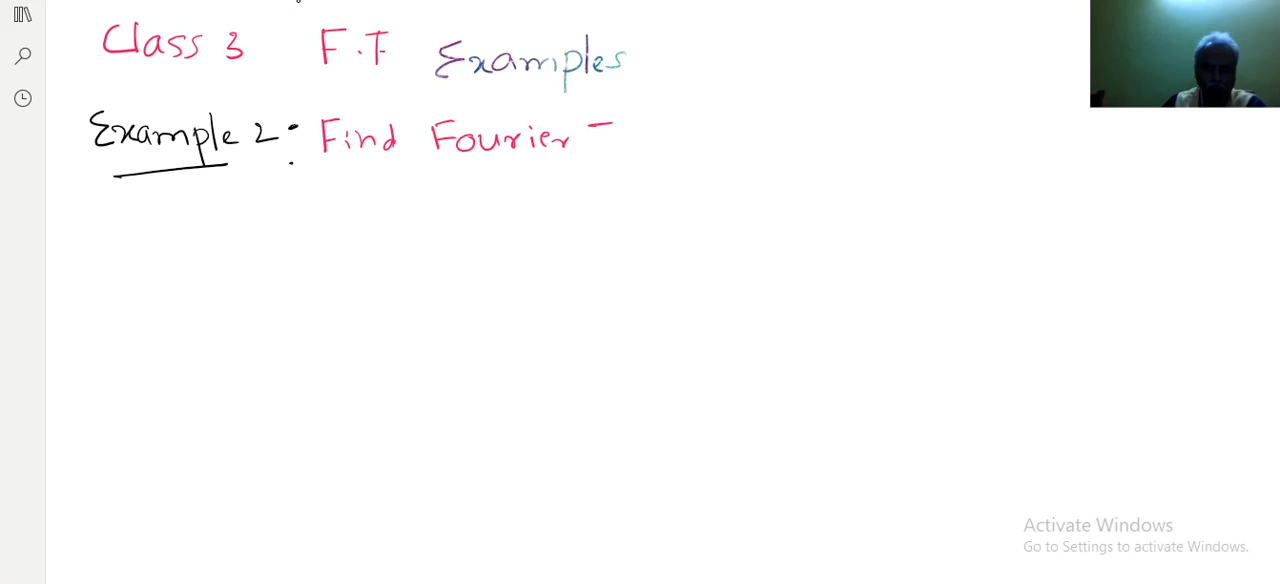 Class 3 F.T Examples
Example 2: Find Fourier
Activate Windows
Go to Settings to activate Windows.